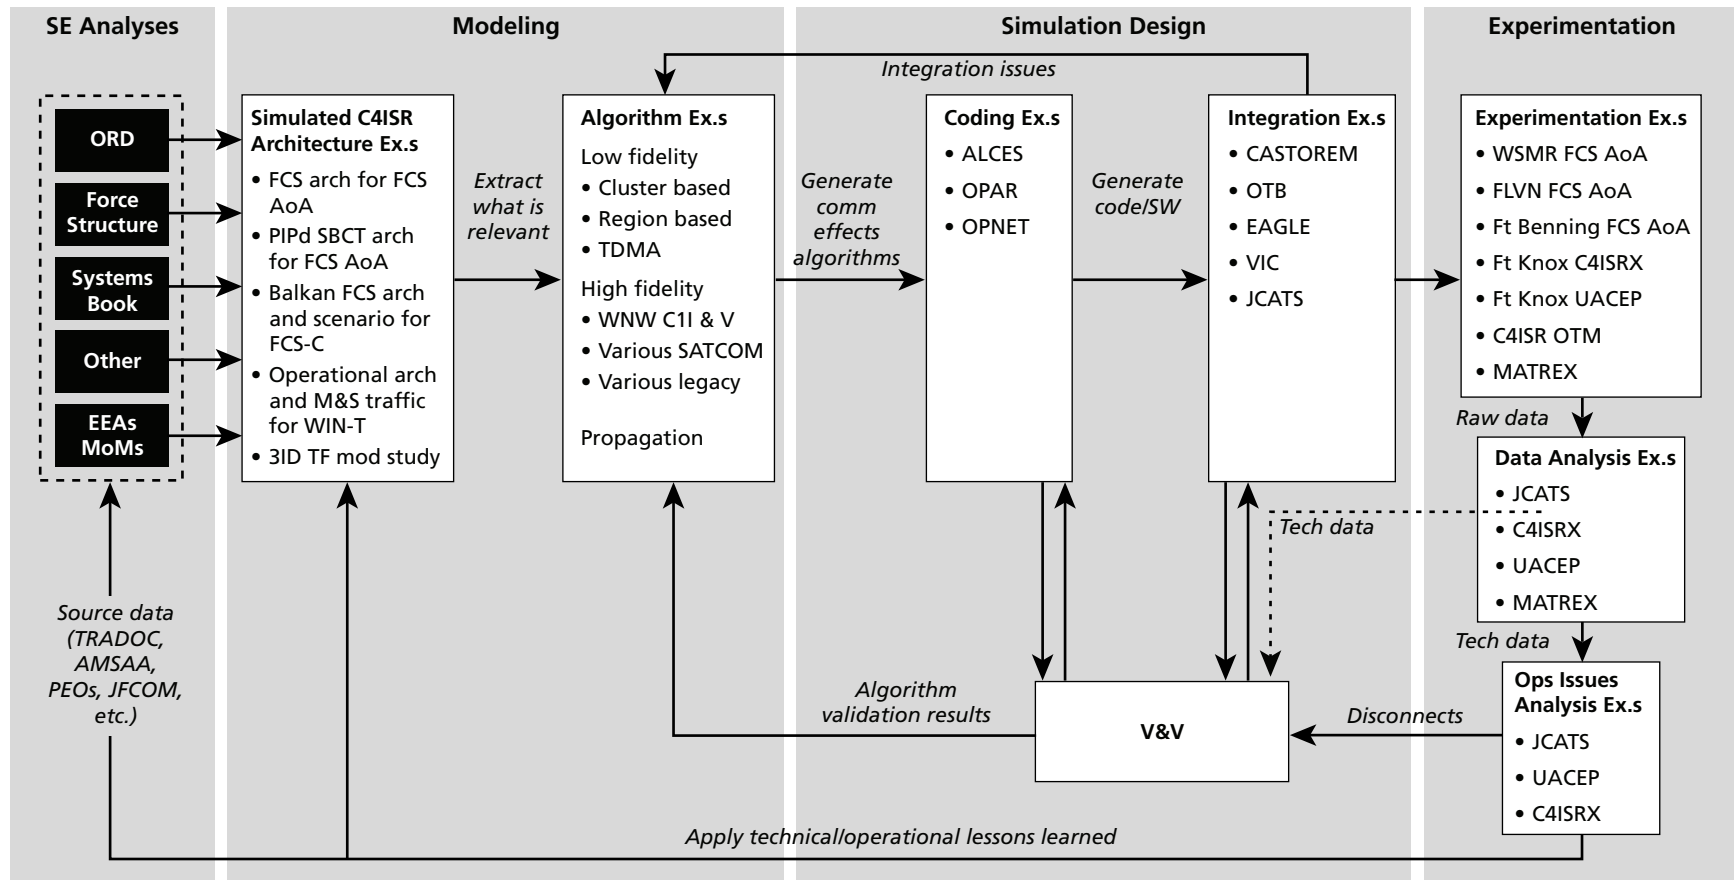 SE Analyses
Modeling
Simulation Design
Experimentation
Integration issues
ORD
Force
Structure
Systems
Book
Other
EEAs
MoMs
Source data
(TRADOC,
AMSAA,
PEOs, JFCOM,
etc.)
Simulated C4ISR
Architecture Ex.s
• FCS arch for FCS
AoA
• PIPd SBCT arch
for FCS AoA
• Balkan FCS arch
and scenario for
FCS-C
• Operational arch
and M&S traffic
for WIN-T
• 3ID TF mod study
Extract
what is
relevant
Algorithm Ex.s
Low fidelity
• Cluster based
• Region based
• TDMA
High fidelity
• WNW C1I & V
• Various SATCOM
• Various legacy
Propagation
Generate
comm
effects
algorithms
Coding Ex.s
• ALCES
• OPAR
• OPNET
Generate
code/SW
Integration Ex.s
• CASTOREM
• OTB
• EAGLE
• VIC
• JCATS
Experimentation Ex.s
• WSMR FCS AoA
• FLVN FCS AoA
• Ft Benning FCS AoA
• Ft Knox C4ISRX
• Ft Knox UACEP
• C4ISR OTM
• MATREX
Raw data
Data Analysis Ex.s
• JCATS
• C4ISRX
• UACEP
• MATREX
Tech data
Tech data
Ops Issues
Analysis Ex.s
• JCATS
• UACEP
• C4ISRX
Disconnects
V&V
Algorithm
validation results
Apply technical/operational lessons learned